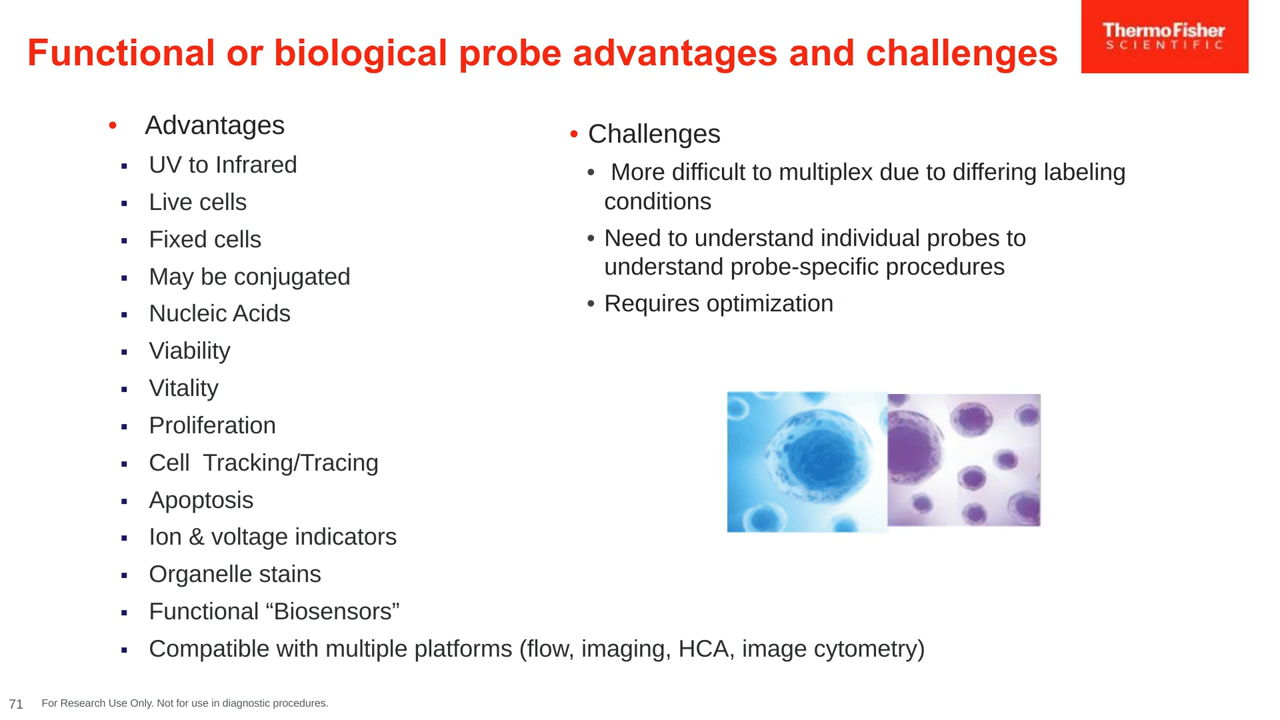 Functional or biological probe advantages and challenges
ThermoFisher
SCIENTIFIC
• Advantages
▪ UV to Infrared
▪ Live cells
▪ Fixed cells
▪ May be conjugated
▪ Nucleic Acids
▪ Viability
▪ Vitality
▪ Proliferation
▪ Cell  Tracking/Tracing
▪ Apoptosis
▪ Ion & voltage indicators
▪ Organelle stains
▪ Functional “Biosensors”
▪ Compatible with multiple platforms (flow, imaging, HCA, image cytometry)
• Challenges
• More difficult to multiplex due to differing labeling
conditions
• Need to understand individual probes to
understand probe-specific procedures
• Requires optimization
71 For Research Use Only. Not for use in diagnostic procedures.